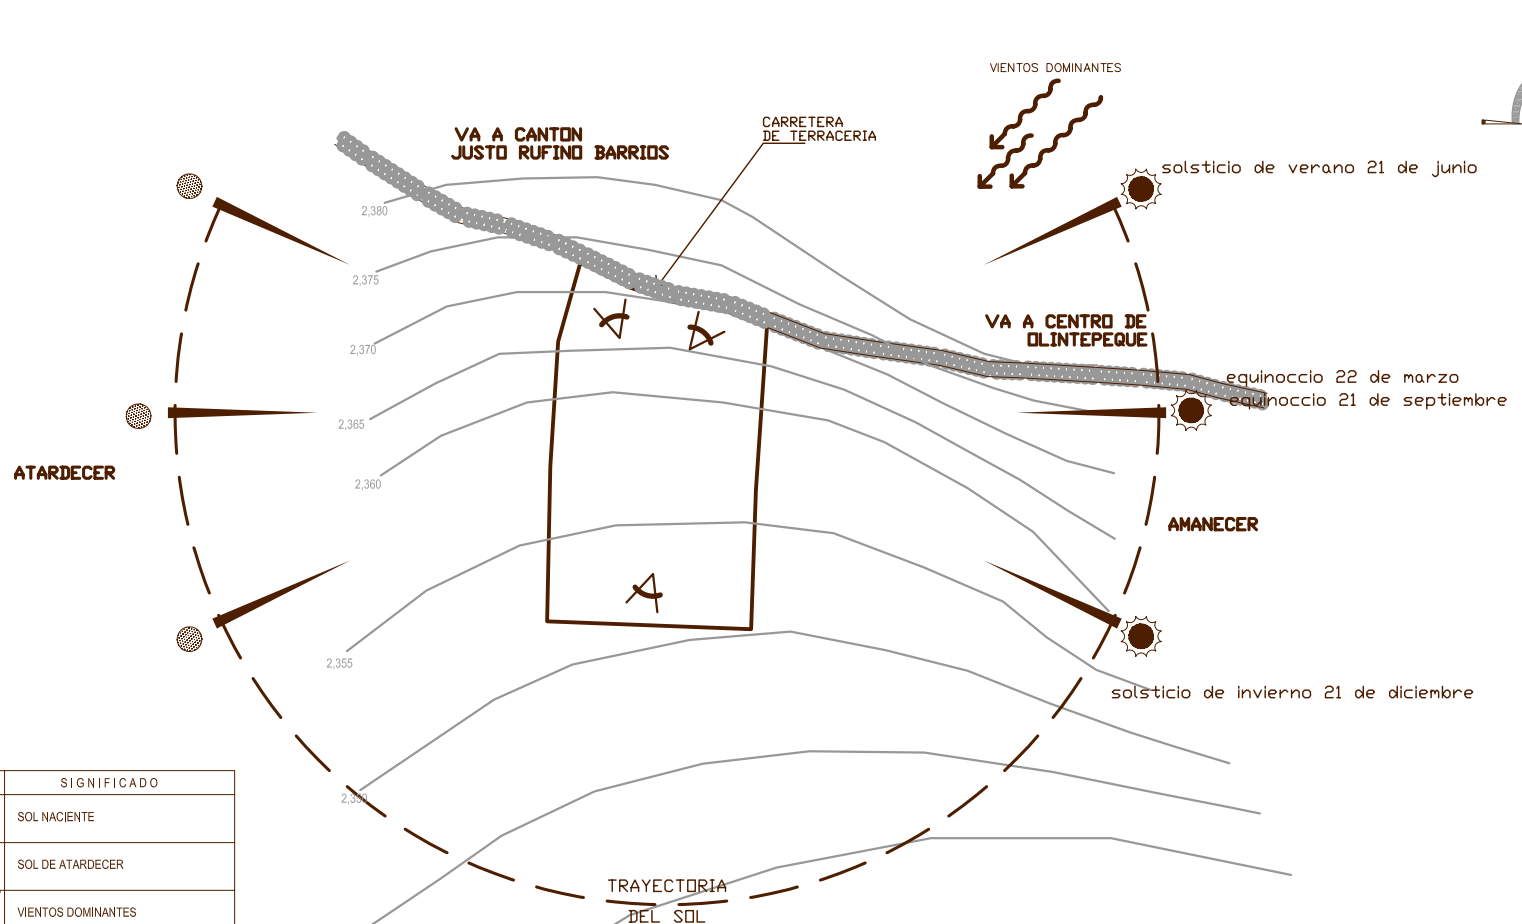 VIENTOS DOMINANTES
CARRETERA
DE TERRACERIA
VA A CANTON
JUSTO RUFINO BARRIOS
solsticio de verano 21 de junio
2,380
2,375
VA A CENTRO DE
OLINTEPEQUE
2,370
equinoccio 22 de marzo
equinoccio 21 de septiembre
2,365
ATARDECER
2,360
AMANECER
2,355
solsticio de invierno 21 de diciembre
2,350
SIGNIFICADO
SOL NACIENTE
SOL DE ATARDECER
VIENTOS DOMINANTES
TRAYECTORIA
DEL SOL